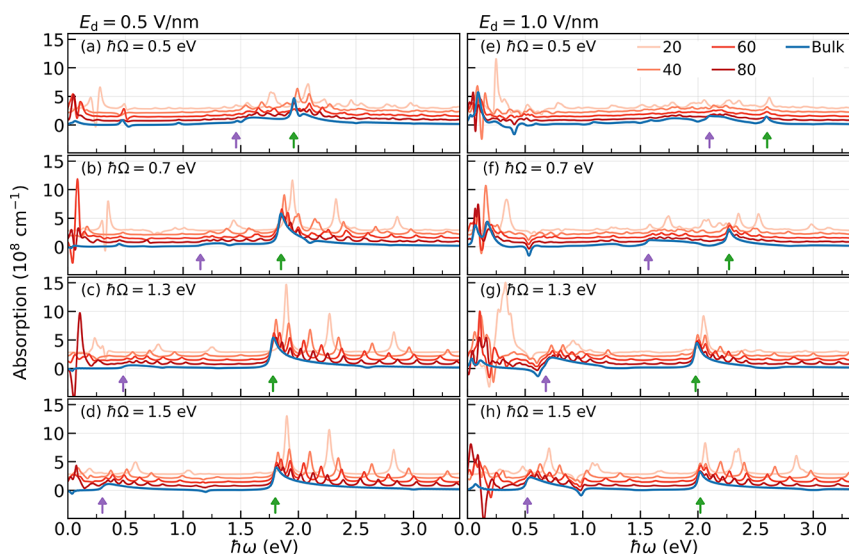 E_d = 0.5 V/nm
E_d = 1.0 V/nm
(a) ℏΩ = 0.5 eV
(e) ℏΩ = 0.5 eV
20
60
Bulk
40
80
15
10
5
0
(b) ℏΩ = 0.7 eV
(f) ℏΩ = 0.7 eV
15
10
5
0
(c) ℏΩ = 1.3 eV
(g) ℏΩ = 1.3 eV
15
10
5
0
(d) ℏΩ = 1.5 eV
(h) ℏΩ = 1.5 eV
15
10
5
0
Absorption (10⁸ cm⁻¹)
0.0 0.5 1.0 1.5 2.0 2.5 3.0
0.0 0.5 1.0 1.5 2.0 2.5 3.0
ℏω (eV)
ℏω (eV)